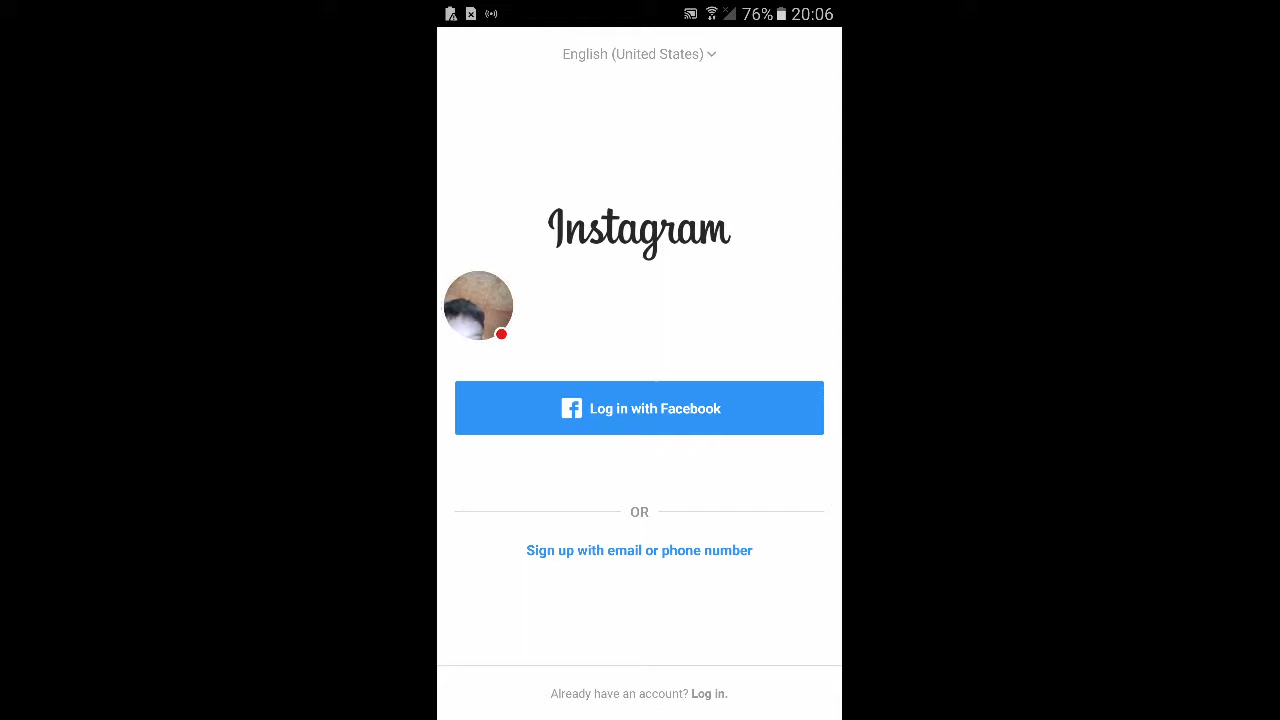 76% 20:06
English (United States)
Instagram
Log in with Facebook
OR
Sign up with email or phone number
Already have an account? Log in.